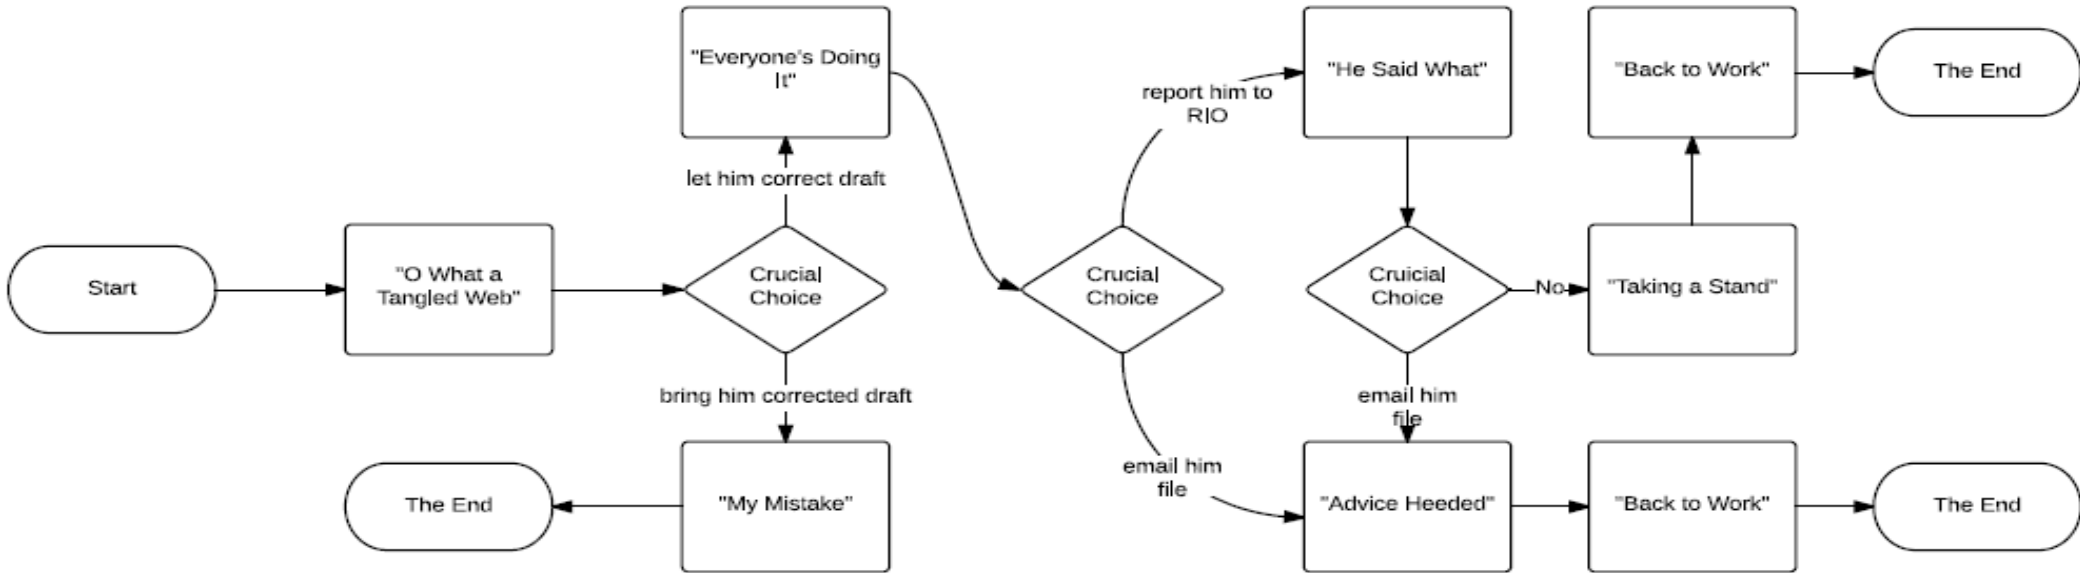 "Everyone's Doing
It"
"He Said What"
"Back to Work"
The End
report him to
RIO
let him correct draft
Start
"O What a
Tangled Web"
Crucial
Choice
Crucial
Choice
Cruicial
Choice
No
"Taking a Stand"
bring him corrected draft
email him
file
email him
file
The End
"My Mistake"
"Advice Heeded"
"Back to Work"
The End